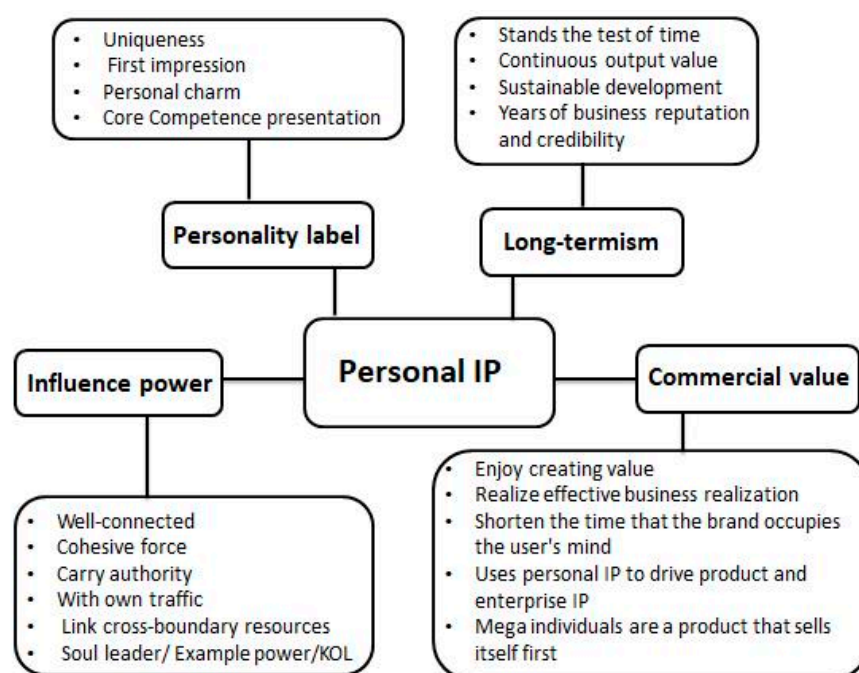 • Uniqueness
• First impression
• Personal charm
• Core Competence presentation
• Stands the test of time
• Continuous output value
• Sustainable development
• Years of business reputation
and credibility
Personality label
Long-termism
Personal IP
Influence power
Commercial value
• Well-connected
• Cohesive force
• Carry authority
• With own traffic
• Link cross-boundary resources
• Soul leader/ Example power/KOL
• Enjoy creating value
• Realize effective business realization
• Shorten the time that the brand occupies
the user's mind
• Uses personal IP to drive product and
enterprise IP
• Mega individuals are a product that sells
itself first